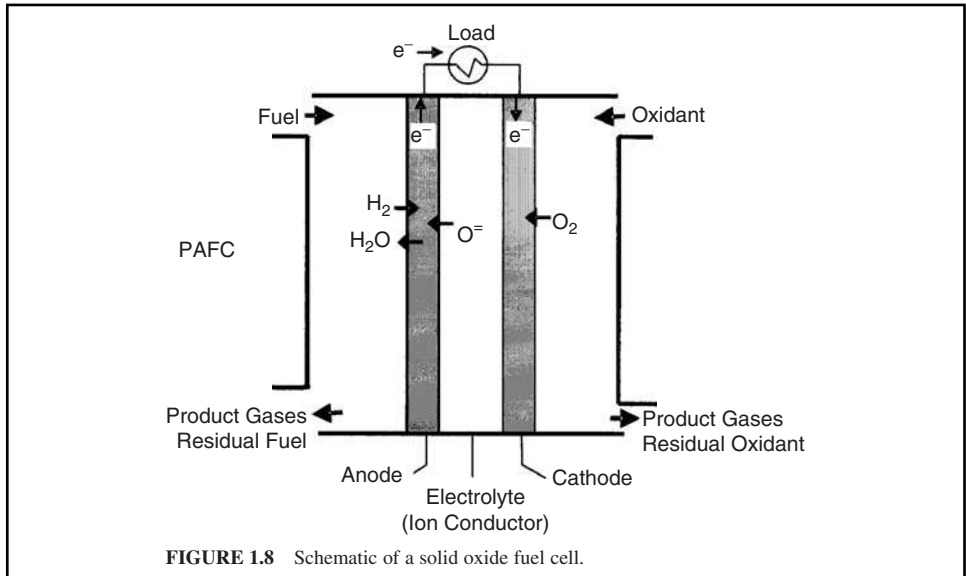 Load
e⁻
Fuel
Oxidant
e⁻
e⁻
H₂
O₂
H₂O
O⁼
PAFC
Product Gases
Residual Fuel
Product Gases
Residual Oxidant
Anode
Cathode
Electrolyte
(Ion Conductor)
FIGURE 1.8 Schematic of a solid oxide fuel cell.